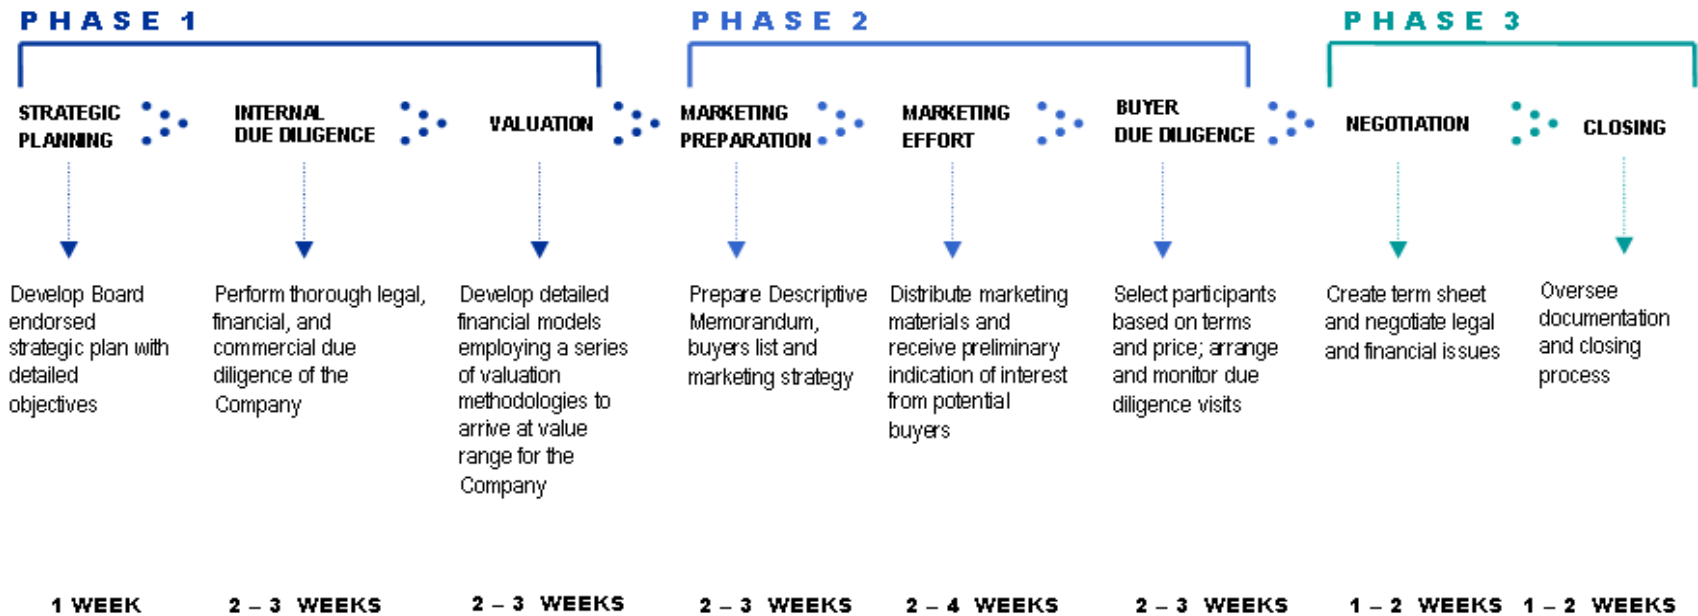 PHASE 1
PHASE 2
PHASE 3
STRATEGIC
PLANNING
INTERNAL
DUE DILIGENCE
VALUATION
MARKETING
PREPARATION
MARKETING
EFFORT
BUYER
DUE DILIGENCE
NEGOTIATION
CLOSING
Develop Board
endorsed
strategic plan with
detailed
objectives
Perform thorough legal,
financial, and
commercial due
diligence of the
Company
Develop detailed
financial models
employing a series
of valuation
methodologies to
arrive at value
range for the
Company
Prepare Descriptive
Memorandum,
buyers list and
marketing strategy
Distribute marketing
materials and
receive preliminary
indication of interest
from potential
buyers
Select participants
based on terms
and price; arrange
and monitor due
diligence visits
Create term sheet
and negotiate legal
and financial issues
Oversee
documentation
and closing
process
1 WEEK
2 – 3 WEEKS
2 – 3 WEEKS
2 – 3 WEEKS
2 – 4 WEEKS
2 – 3 WEEKS
1 – 2 WEEKS
1 – 2 WEEKS